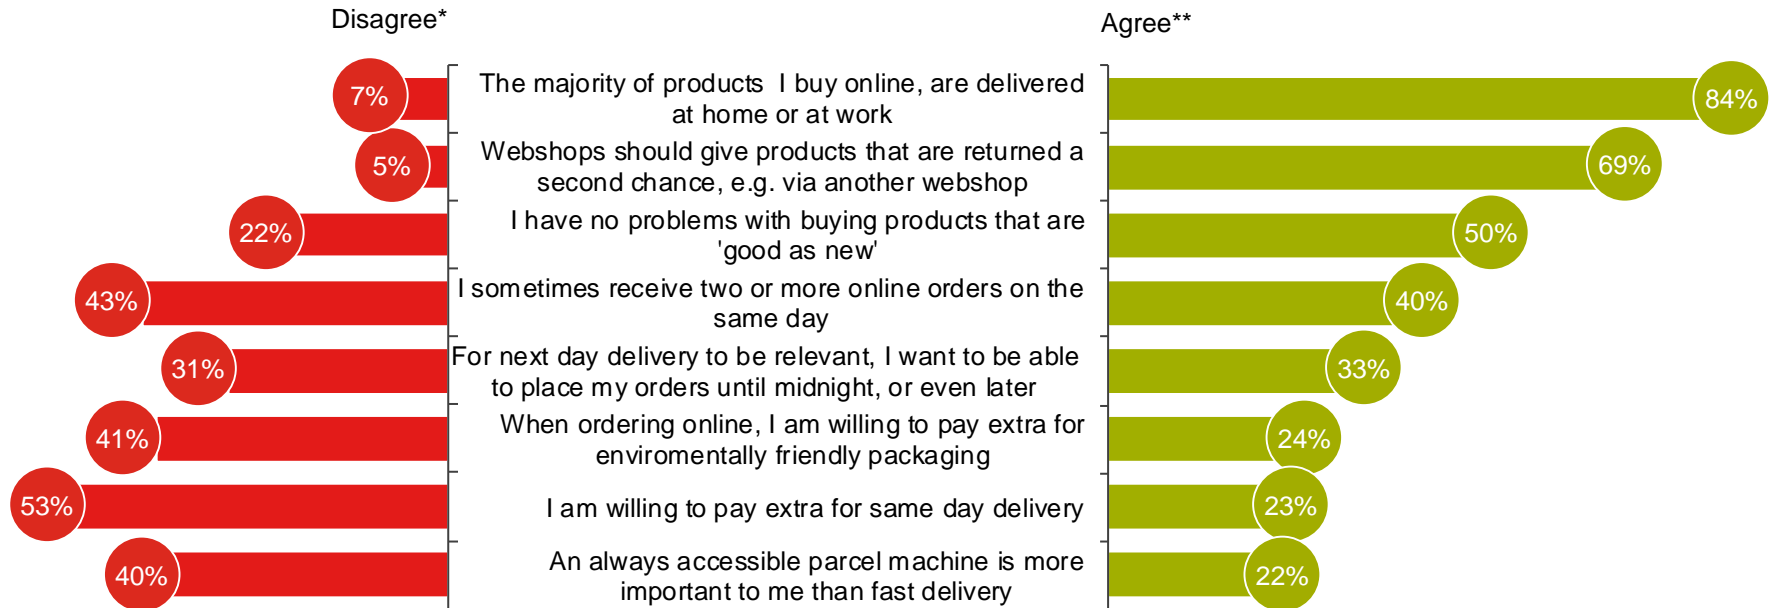 Disagree*
Agree**
7%
The majority of products  I buy online, are delivered
at home or at work
84%
5%
Webshops should give products that are returned a
second chance, e.g. via another webshop
69%
22%
I have no problems with buying products that are
'good as new'
50%
43%
I sometimes receive two or more online orders on the
same day
40%
31%
For next day delivery to be relevant, I want to be able
to place my orders until midnight, or even later
33%
41%
When ordering online, I am willing to pay extra for
enviromentally friendly packaging
24%
53%
I am willing to pay extra for same day delivery
23%
40%
An always accessible parcel machine is more
important to me than fast delivery
22%